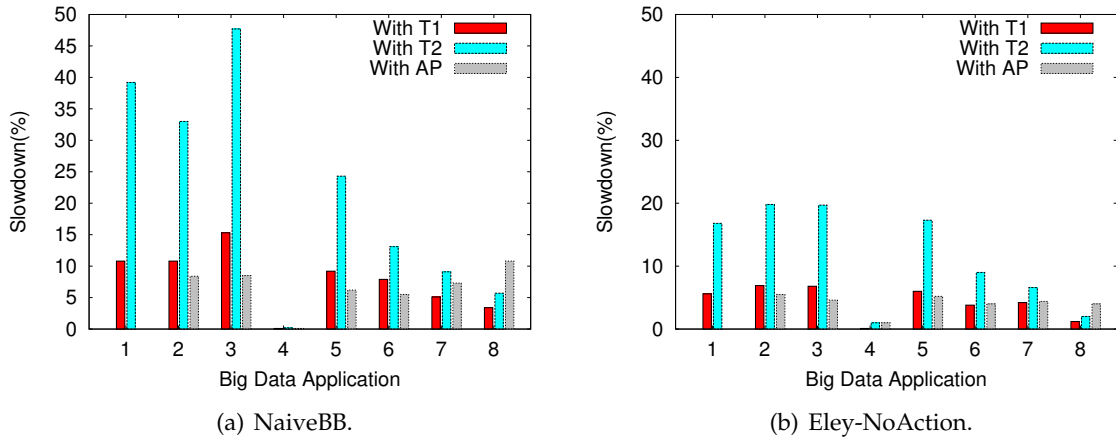 50
45
40
35
30
25
20
15
10
5
0
Slowdown(%)
With T1
With T2
With AP
1 2 3 4 5 6 7 8
Big Data Application
(a) NaiveBB.
50
40
30
20
10
0
Slowdown(%)
With T1
With T2
With AP
1 2 3 4 5 6 7 8
Big Data Application
(b) Eley-NoAction.